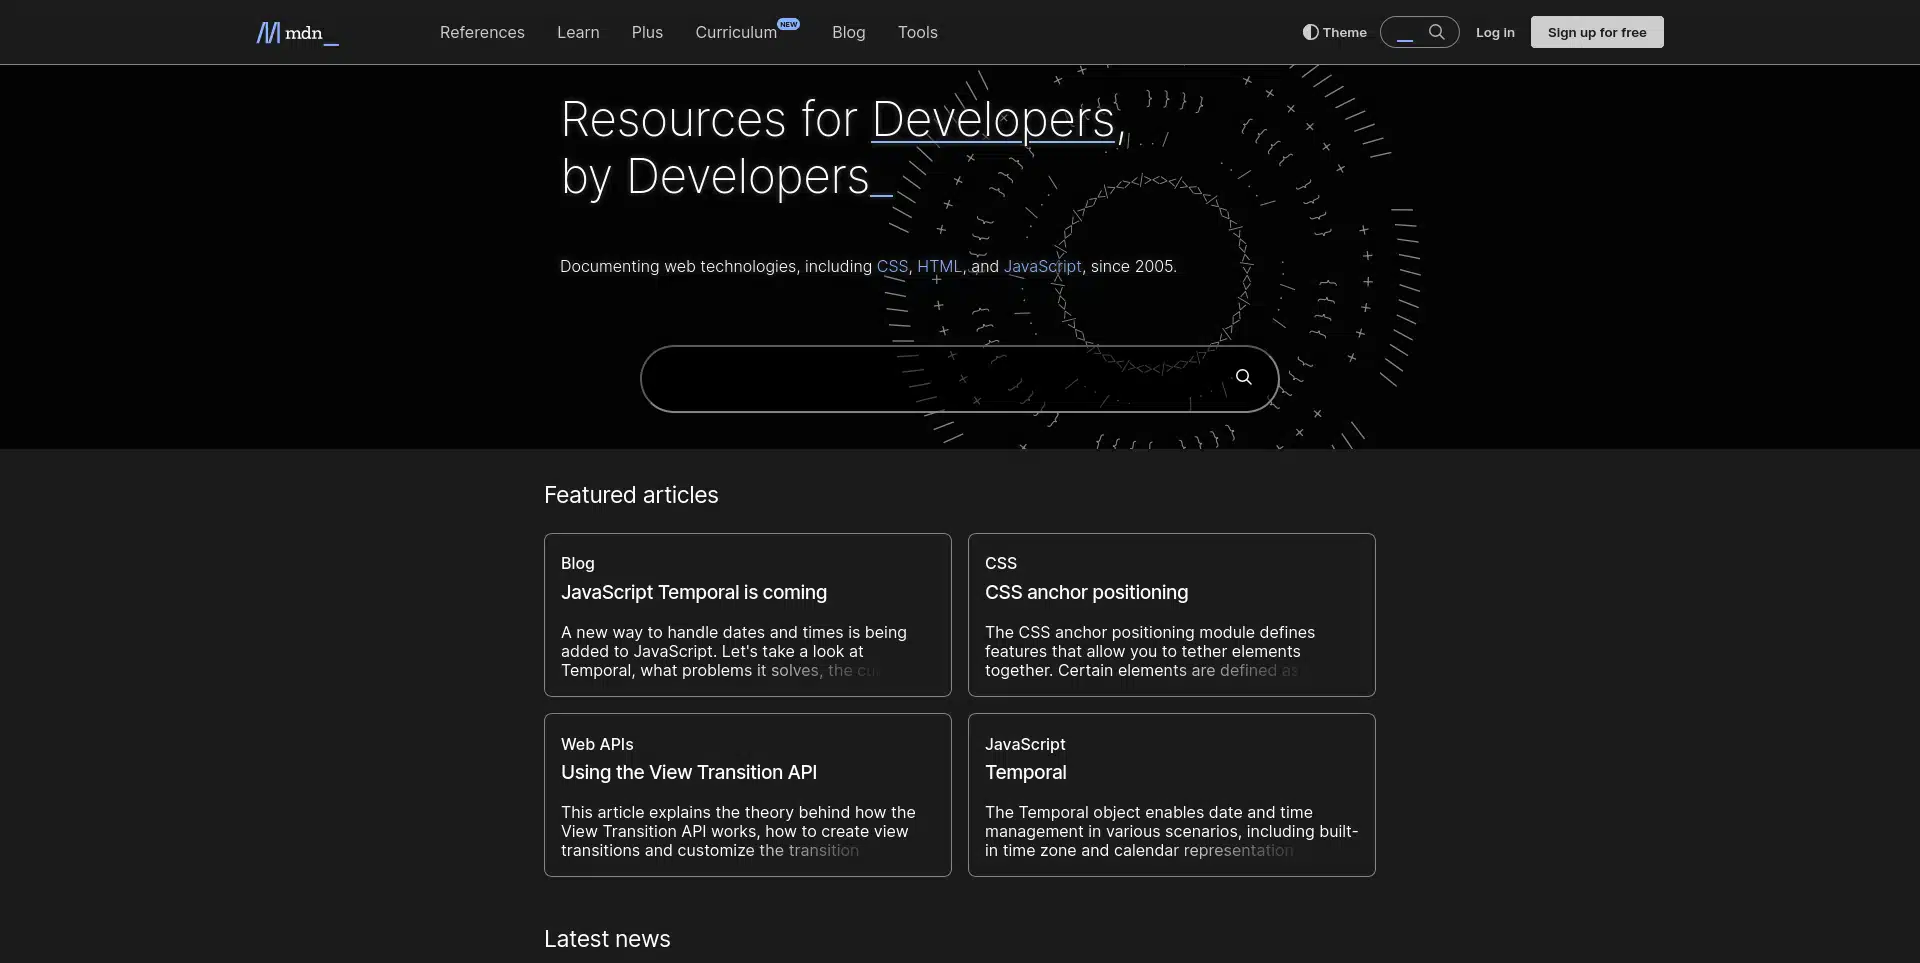 mdn_
References
Learn
Plus
Curriculum
NEW
Blog
Tools
Theme
Log in
Sign up for free
Resources for Developers,
by Developers_
Documenting web technologies, including CSS, HTML, and JavaScript, since 2005.
Featured articles
Blog
JavaScript Temporal is coming
A new way to handle dates and times is being
added to JavaScript. Let's take a look at
Temporal, what problems it solves, the
CSS
CSS anchor positioning
The CSS anchor positioning module defines
features that allow you to tether elements
together. Certain elements are defined as
Web APIs
Using the View Transition API
This article explains the theory behind how the
View Transition API works, how to create view
transitions and customize the transition
JavaScript
Temporal
The Temporal object enables date and time
management in various scenarios, including built-
in time zone and calendar representation
Latest news